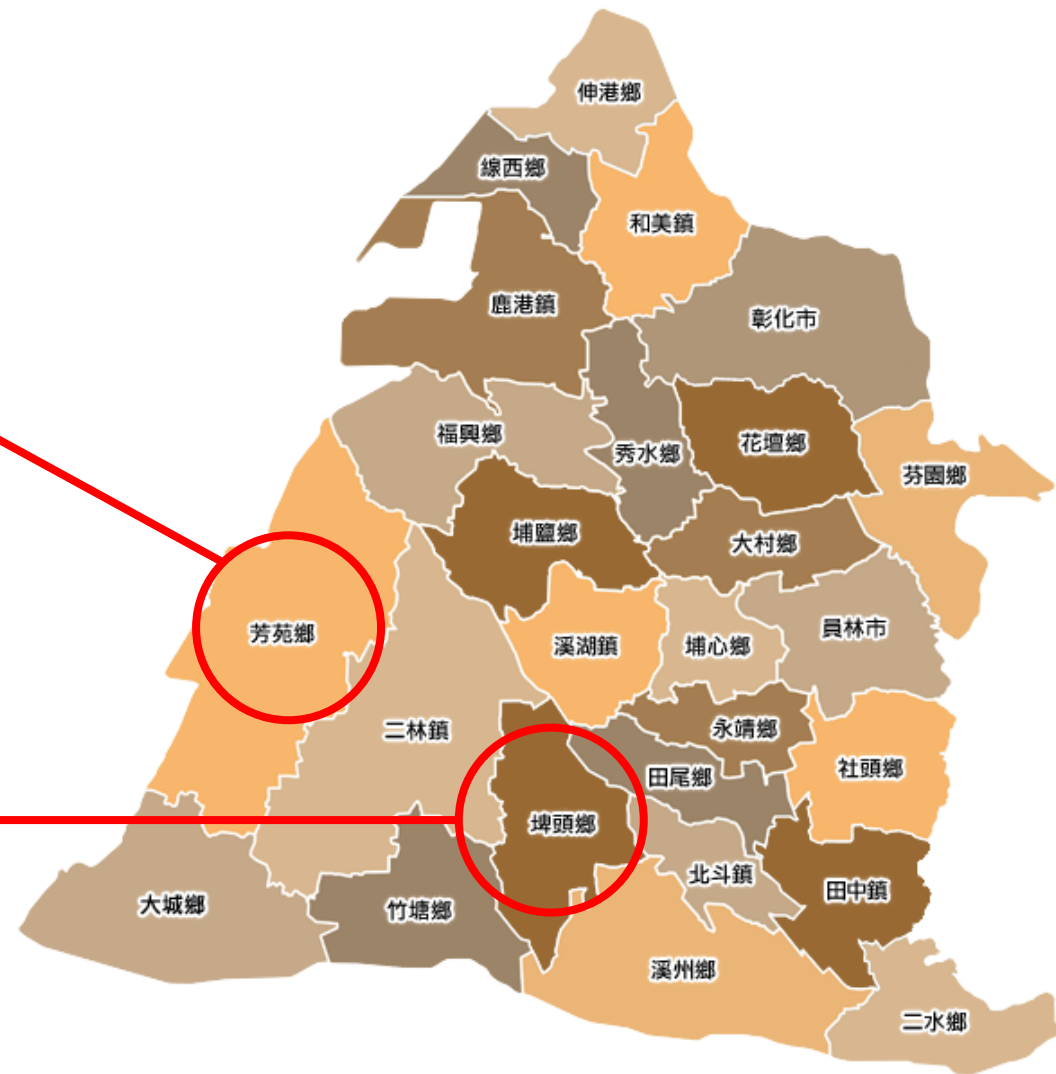 伸港鄉
線西鄉
和美鎮
鹿港鎮
彰化市
福興鄉
秀水鄉
花壇鄉
芬園鄉
埔鹽鄉
大村鄉
芳苑鄉
溪湖鎮
埔心鄉
員林市
二林鎮
永靖鄉
田尾鄉
社頭鄉
埤頭鄉
北斗鎮
田中鎮
大城鄉
竹塘鄉
溪州鄉
二水鄉